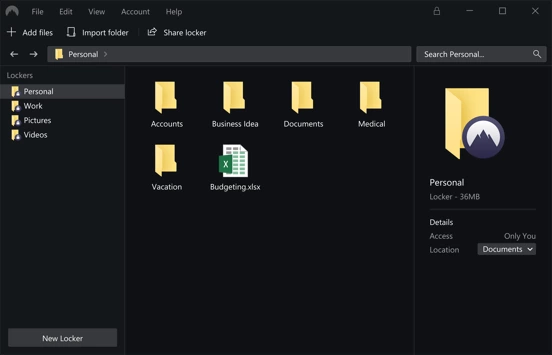 File Edit View Account Help
Add files Import folder Share locker
Personal Search Personal...
Lockers
Personal
Work
Pictures
Videos
Accounts Business Idea Documents Medical
Vacation Budgeting.xlsx
Personal
Locker - 36MB
Details
Access Only You
Location Documents
New Locker